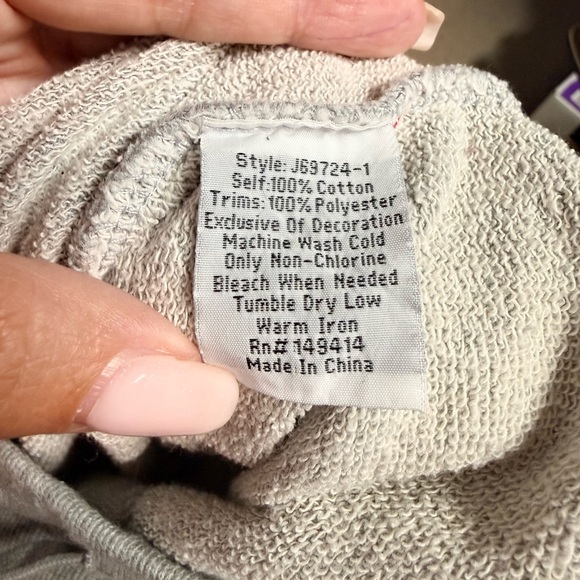 Style: J69724-1
Self:100% Cotton
Trims:100% Polyester
Exclusive Of Decoration
Machine Wash Cold
Only Non-Chlorine
Bleach When Needed
Tumble Dry Low
Warm Iron
Rn# 149414
Made In China